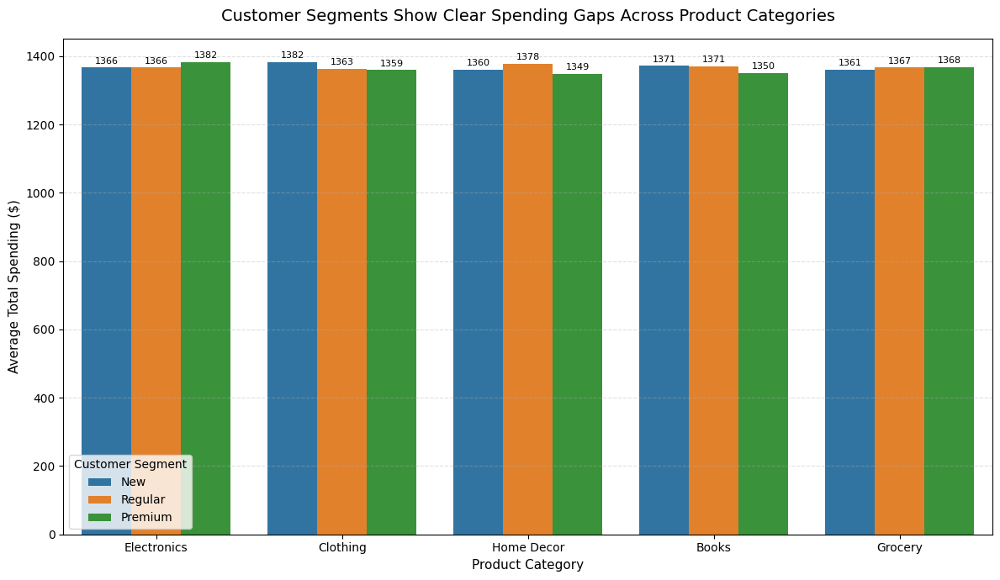 Customer Segments Show Clear Spending Gaps Across Product Categories
Average Total Spending ($)
1400
1200
1000
800
600
400
200
0
1366 1366 1382
1382 1363 1359
1360 1378 1349
1371 1371 1350
1361 1367 1368
Customer Segment
New
Regular
Premium
Electronics Clothing Home Decor Books Grocery
Product Category